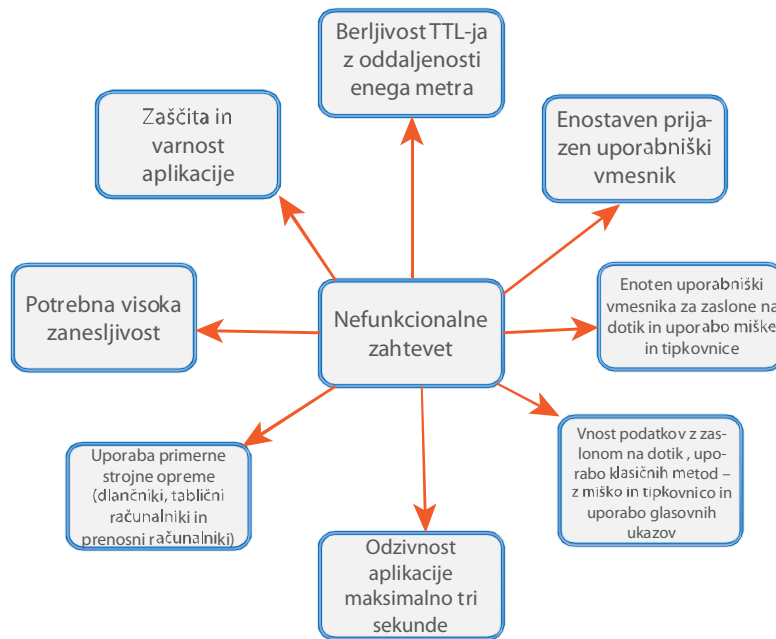 Berljivost TTL-ja
z oddaljenosti
enega metra
Zaščita in
varnost
aplikacije
Enostaven prija-
zen uporabniški
vmesnik
Potrebna visoka
zanesljivost
Nefunkcionalne
zahtevet
Enoten uporabniški
vmesnika za zaslone na
dotik in uporabo miške
in tipkovnice
Uporaba primerne
strojne opreme
(dlančniki, tablični
računalniki in
prenosni računalniki)
Vnost podatkov z zas-
lonom na dotik , upo-
rabo klasičnih metod –
z miško in tipkovnico in
uporabo glasovnih
ukazov
Odzivnost
aplikacije
maksimalno tri
sekunde